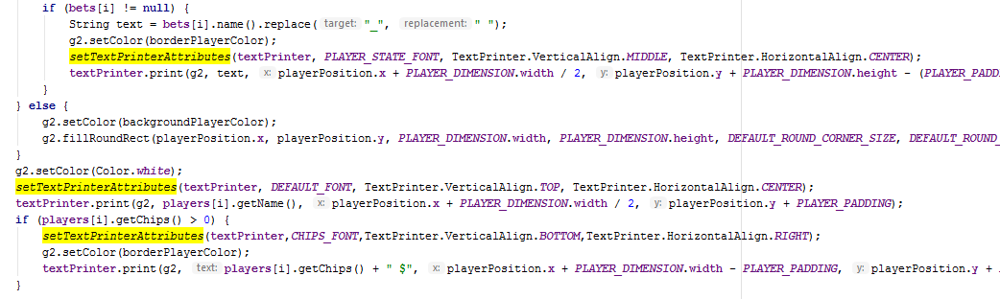 if (bets[i] != null) {
String text = bets[i].name().replace( target: "_", replacement: " ");
g2.setColor(borderPlayerColor);
setTextPrinterAttributes(textPrinter, PLAYER_STATE_FONT, TextPrinter.VerticalAlign.MIDDLE, TextPrinter.HorizontalAlign.CENTER);
textPrinter.print(g2, text, x: playerPosition.x + PLAYER_DIMENSION.width / 2, y: playerPosition.y + PLAYER_DIMENSION.height - (PLAYER_PADD
}
} else {
g2.setColor(backgroundPlayerColor);
g2.fillRoundRect(playerPosition.x, playerPosition.y, PLAYER_DIMENSION.width, PLAYER_DIMENSION.height, DEFAULT_ROUND_CORNER_SIZE, DEFAULT_ROUND_
}
g2.setColor(Color.white);
setTextPrinterAttributes(textPrinter, DEFAULT_FONT, TextPrinter.VerticalAlign.TOP, TextPrinter.HorizontalAlign.CENTER);
textPrinter.print(g2, players[i].getName(), x: playerPosition.x + PLAYER_DIMENSION.width / 2, y: playerPosition.y + PLAYER_PADDING);
if (players[i].getChips() > 0) {
setTextPrinterAttributes(textPrinter,CHIPS_FONT,TextPrinter.VerticalAlign.BOTTOM,TextPrinter.HorizontalAlign.RIGHT);
g2.setColor(borderPlayerColor);
textPrinter.print(g2, text: players[i].getChips() + " $", x: playerPosition.x + PLAYER_DIMENSION.width - PLAYER_PADDING, y: playerPosition.y +
}